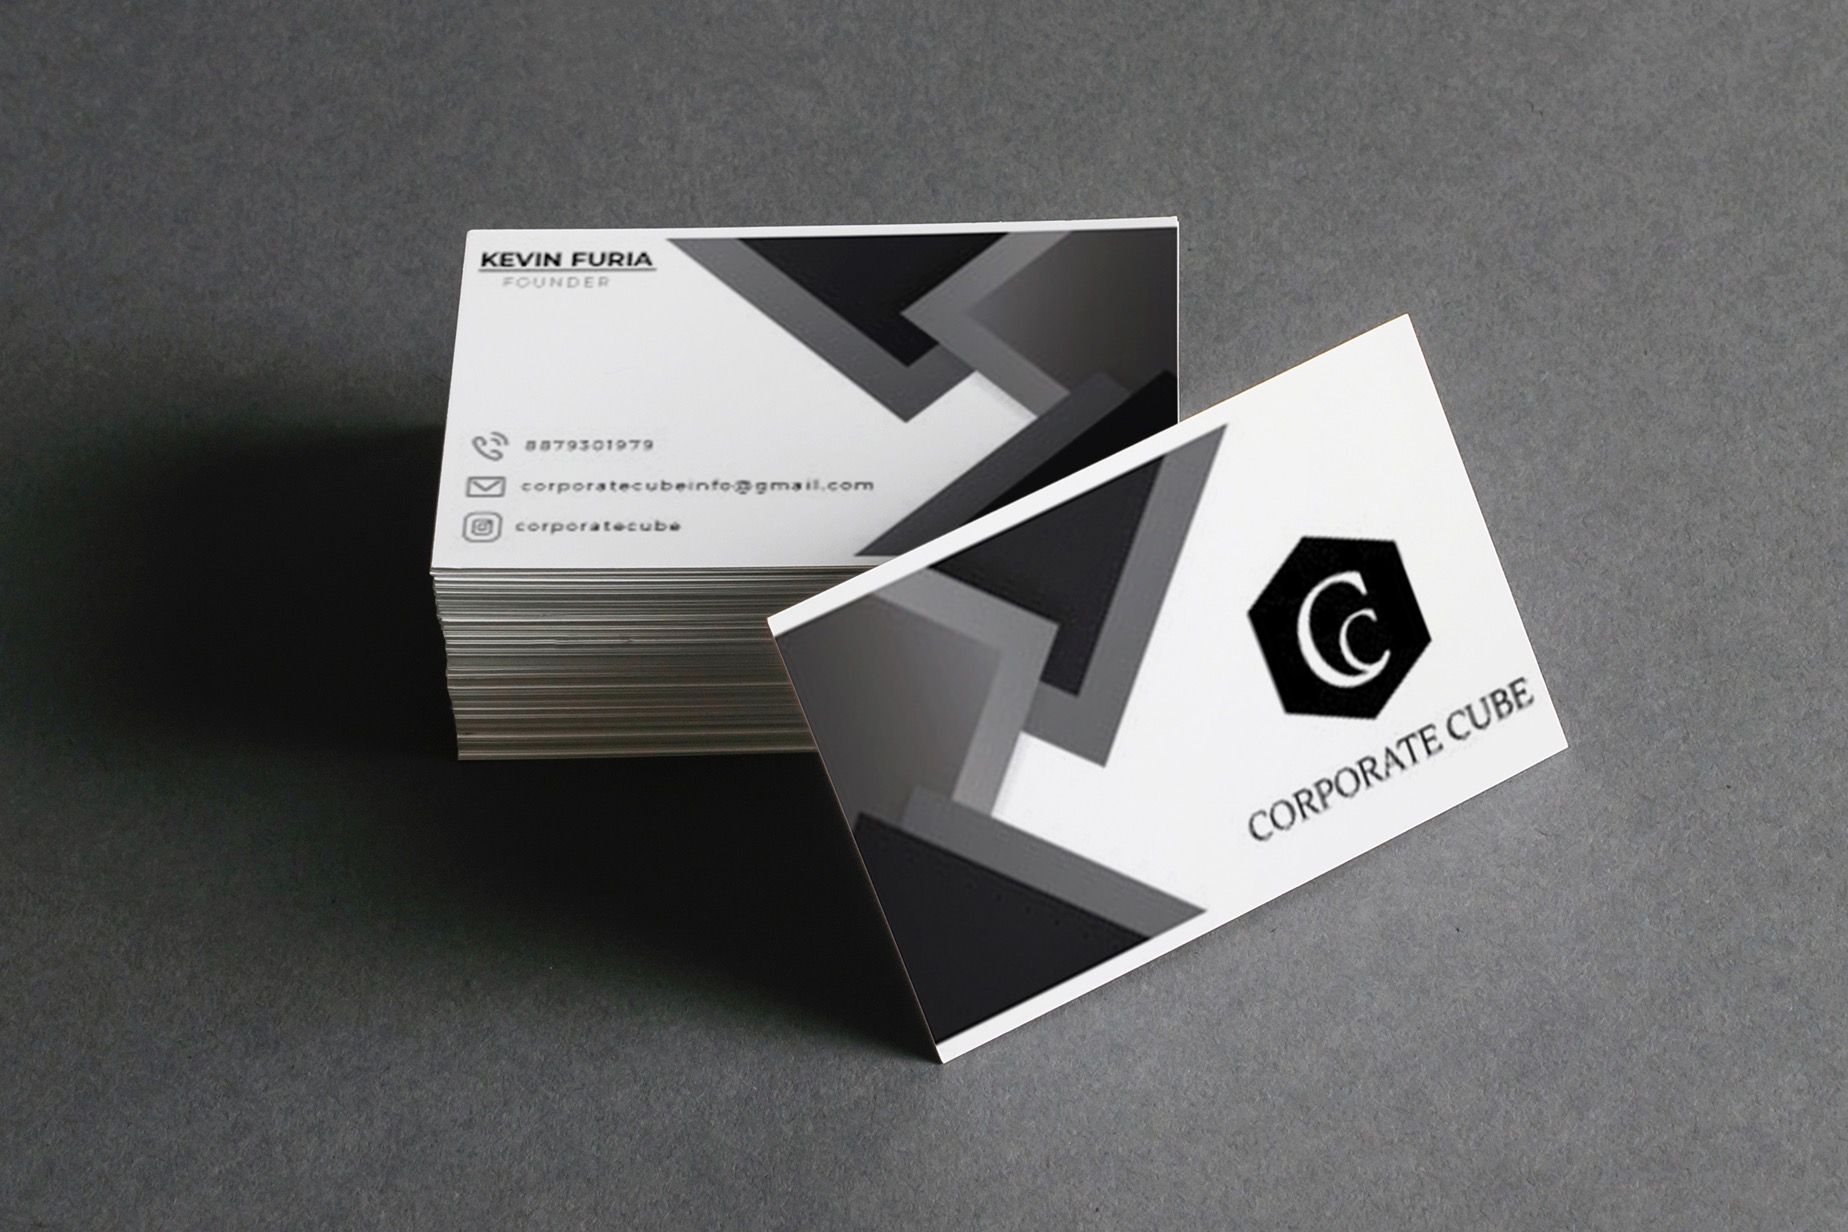 KEVIN FURIA
FOUNDER
8879301979
corporatecubeinfo@gmail.com
corporatecube
Cc
CORPORATE CUBE